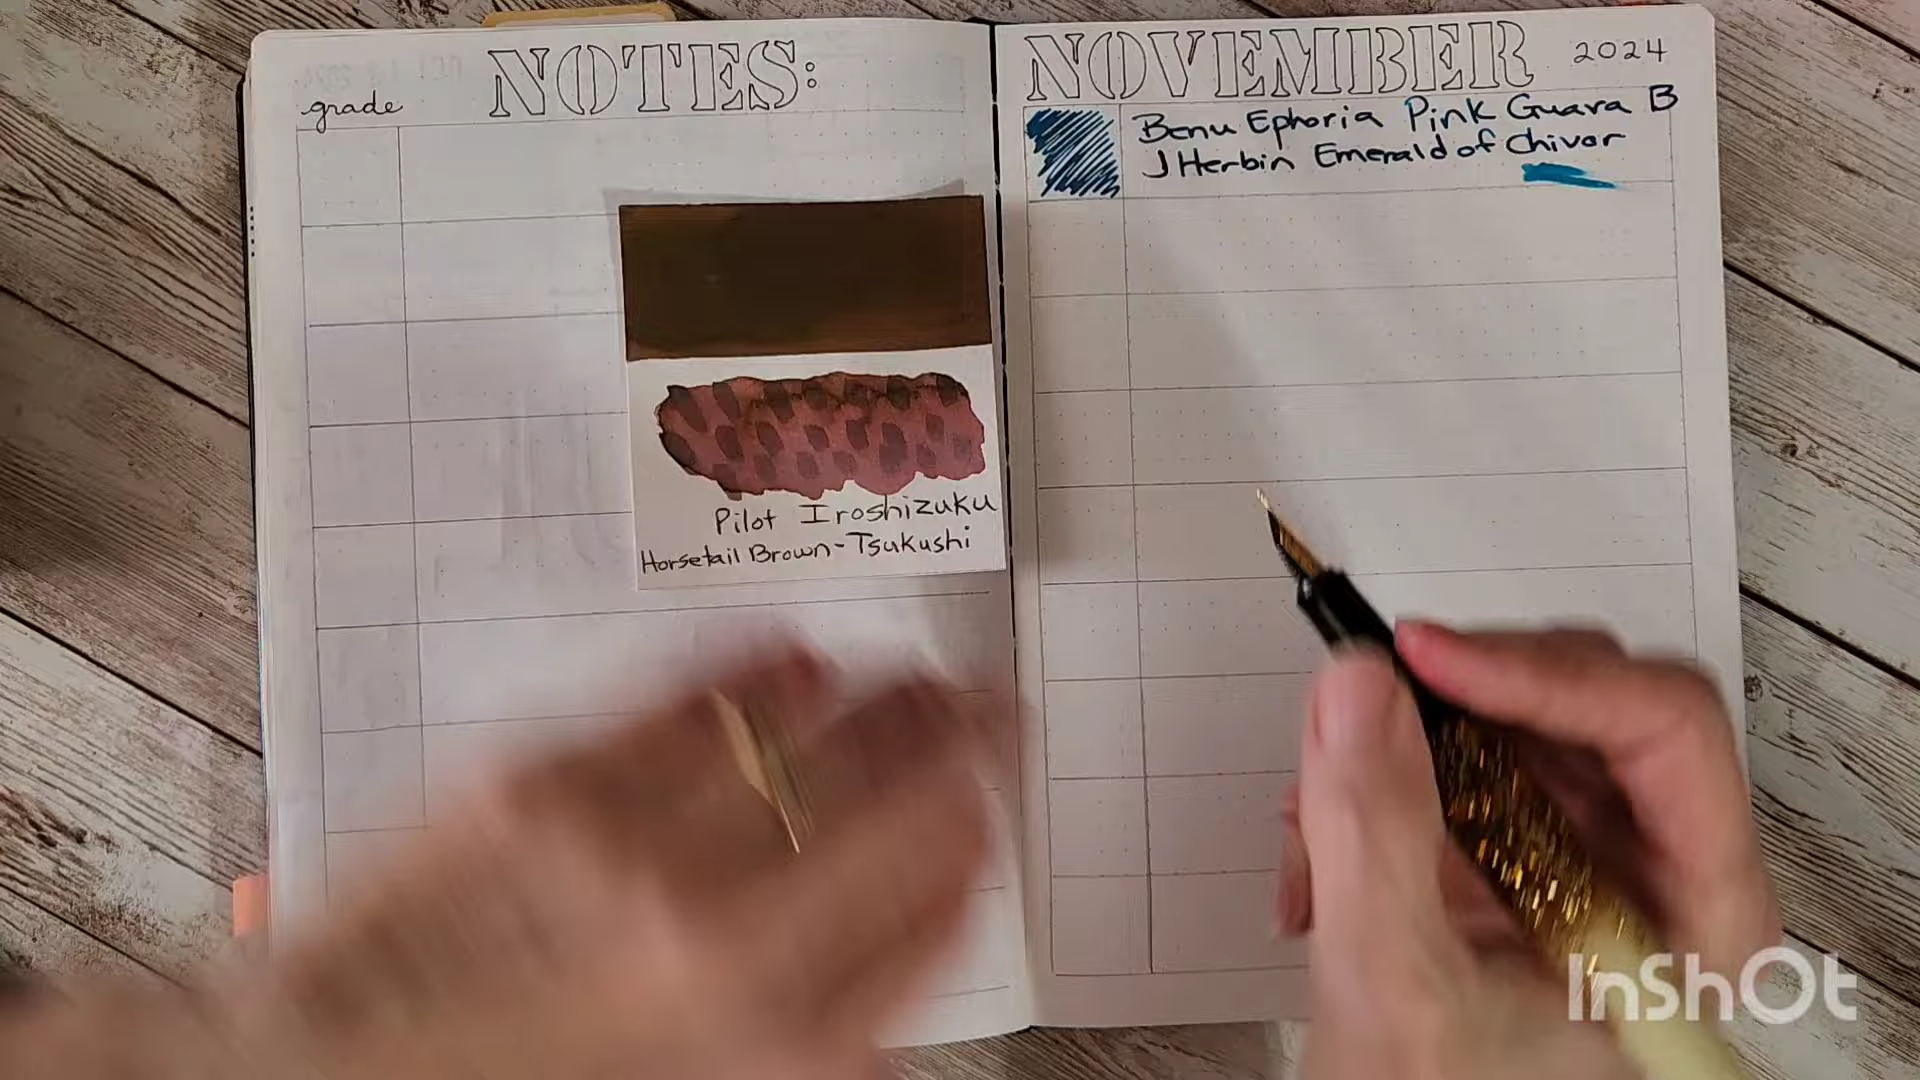 grade
NOTES:
NOVEMBER 2024
Benu Ephoria Pink Guava B
J Herbin Emerald of Chivor
Pilot Iroshizuku
Horsetail Brown-Tsukushi
InShOt